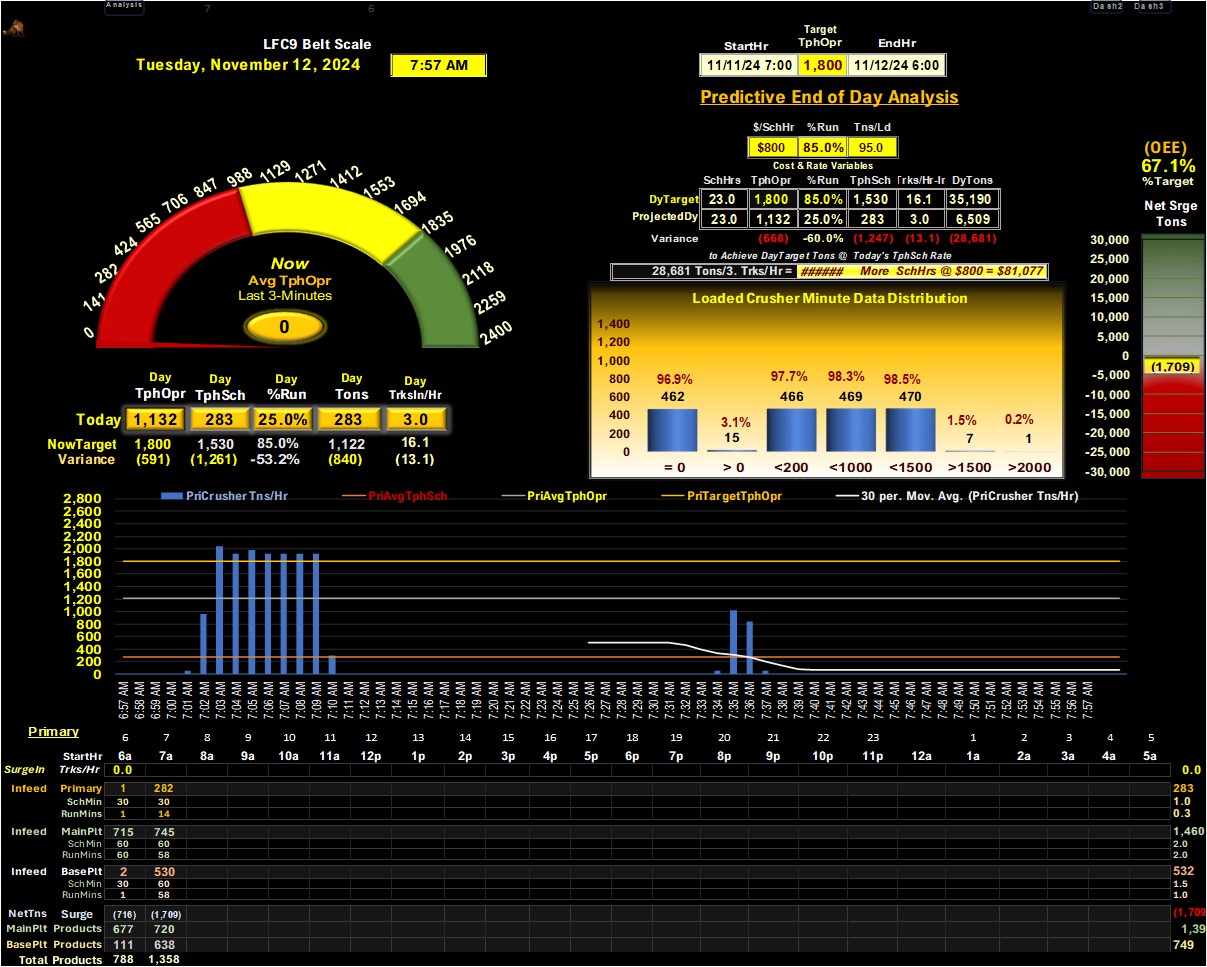 Analysis 7 6 Dash2 Dash3
LFC9 Belt Scale
Tuesday, November 12, 2024 7:57 AM
Target
StartHr TphOpr EndHr
11/11/24 7:00 1,800 11/12/24 6:00
Predictive End of Day Analysis
$/SchHr %Run Tns/Ld
$800 85.0% 95.0
Cost & Rate Variables
SchHrs TphOpr %Run TphSch Trks/Hr-Ir DyTons
DyTarget 23.0 1,800 85.0% 1,530 16.1 35,190
ProjectedDy 23.0 1,132 25.0% 283 3.0 6,509
Variance (668) -60.0% (1,247) (13.1) (28,681)
to Achieve DayTarget Tons @ Today's TphSch Rate
28,681 Tons/3. Trks/Hr = ###### More SchHrs @ $800 = $81,077
(OEE)
67.1%
%Target
Net Srge
Tons
30,000
25,000
20,000
15,000
10,000
5,000
0
(1,709)
-5,000
-10,000
-15,000
-20,000
-25,000
-30,000
0 141 282 424 565 706 847 988 1129 1271 1412 1553 1694 1835 1976 2118 2259 2400
Now
Avg TphOpr
Last 3-Minutes
0
Day Day Day Day Day
TphOpr TphSch %Run Tons TrksIn/Hr
Today 1,132 283 25.0% 283 3.0
NowTarget 1,800 1,530 85.0% 1,122 16.1
Variance (591) (1,261) -53.2% (840) (13.1)
Loaded Crusher Minute Data Distribution
1,400
1,200
1,000
800
600
400
200
0
96.9% 3.1% 97.7% 98.3% 98.5% 1.5% 0.2%
462 15 466 469 470 7 1
= 0 > 0 <200 <1000 <1500 >1500 >2000
PriCrusher Tns/Hr PriAvgTphSch PriAvgTphOpr PriTargetTphOpr 30 per. Mov. Avg. (PriCrusher Tns/Hr)
2,800
2,600
2,400
2,200
2,000
1,800
1,600
1,400
1,200
1,000
800
600
400
200
0
6:57 AM 6:58 AM 6:59 AM 7:00 AM 7:01 AM 7:02 AM 7:03 AM 7:04 AM 7:05 AM 7:06 AM 7:07 AM 7:08 AM 7:09 AM 7:10 AM 7:11 AM 7:12 AM 7:13 AM 7:14 AM 7:15 AM 7:16 AM 7:17 AM 7:18 AM 7:19 AM 7:20 AM 7:21 AM 7:22 AM 7:23 AM 7:24 AM 7:25 AM 7:26 AM 7:28 AM 7:29 AM 7:29 AM 7:30 AM 7:31 AM 7:32 AM 7:32 AM 7:33 AM 7:34 AM 7:35 AM 7:36 AM 7:37 AM 7:38 AM 7:39 AM 7:40 AM 7:41 AM 7:42 AM 7:43 AM 7:44 AM 7:45 AM 7:46 AM 7:47 AM 7:48 AM 7:49 AM 7:50 AM 7:51 AM 7:52 AM 7:53 AM 7:54 AM 7:55 AM 7:56 AM 7:57 AM
Primary 6 7 8 9 10 11 12 13 14 15 16 17 18 19 20 21 22 23 1 2 3 4 5
StartHr 6a 7a 8a 9a 10a 11a 12p 1p 2p 3p 4p 5p 6p 7p 8p 9p 10p 11p 12a 1a 2a 3a 4a 5a
SurgeIn Trks/Hr 0.0 0.0
Infeed Primary 1 282 283
SchMin 30 30 1.0
RunMins 1 14 0.3
Infeed MainPlt 715 745 1,460
SchMin 60 60 2.0
RunMins 60 58 2.0
Infeed BasePlt 2 530 532
SchMin 30 60 1.5
RunMins 1 58 1.0
NetTns Surge (716) (1,709) (1,709
MainPlt Products 677 720 1,39
BasePlt Products 111 638 749
Total Products 788 1,358